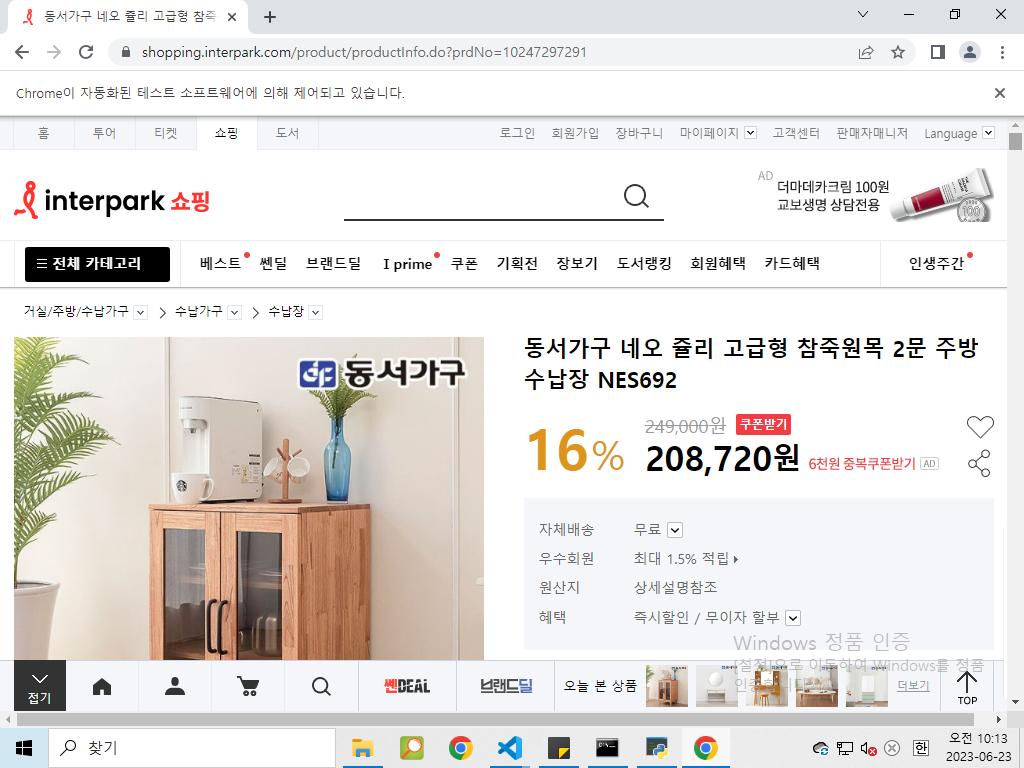 동서가구 네오 쥴리 고급형 참죽
shopping.interpark.com/product/productInfo.do?prdNo=10247297291
Chrome이 자동화된 테스트 소프트웨어에 의해 제어되고 있습니다.
홈 투어 티켓 쇼핑 도서 로그인 회원가입 장바구니 마이페이지 고객센터 판매자매니저 Language
interpark 쇼핑
AD 더마데카크림 100원
교보생명 상담전용
전체 카테고리 베스트 쎈딜 브랜드딜 I prime 쿠폰 기획전 장보기 도서랭킹 회원혜택 카드혜택 인생주간
거실/주방/수납가구 수납가구 수납장
동서가구
동서가구 네오 쥴리 고급형 참죽원목 2문 주방
수납장 NES692
249,000원 쿠폰받기
16% 208,720원 6천원 중복쿠폰받기 AD
자체배송 무료
우수회원 최대 1.5% 적립
원산지 상세설명참조
혜택 즉시할인 / 무이자 할부
Windows 정품 인증
[설정]으로 이동하여 Windows를 정품
인증합니다.
접기 쎈DEAL 브랜드딜 오늘 본 상품 더보기 TOP
찾기
한 오전 10:13
2023-06-23